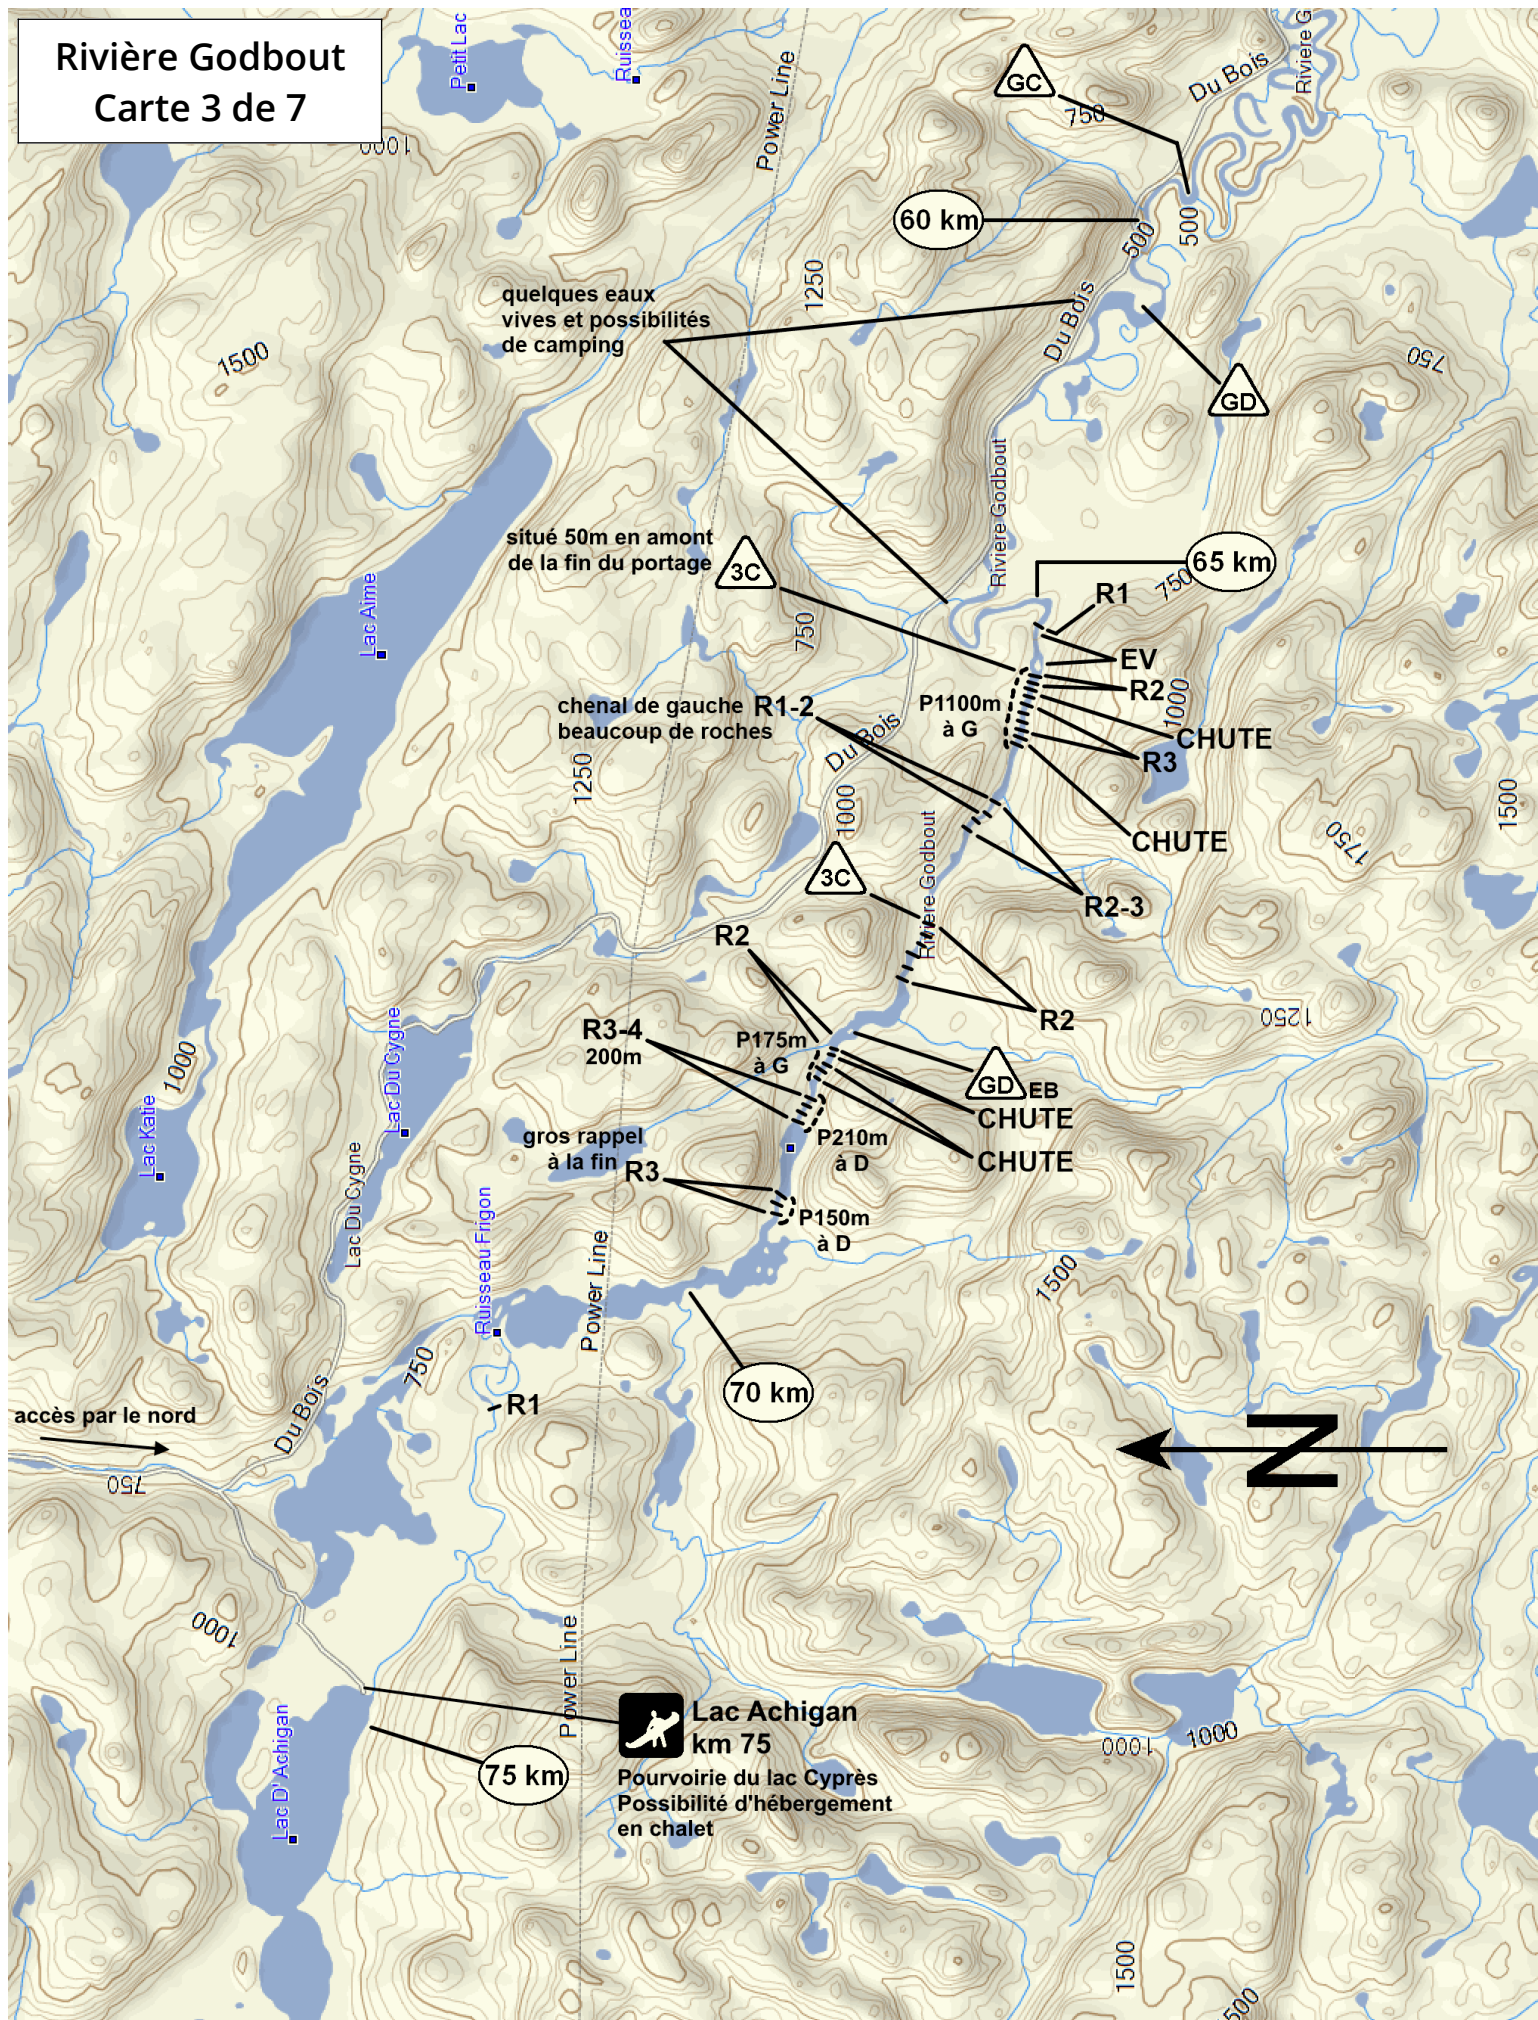 Rivière Godbout
Carte 3 de 7
Petit Lac
Ruissea
Power Line
Du Bois
Riviere G
GC
750
1000
60 km
500
500
1250
quelques eaux
vives et possibilités
de camping
Du Bois
1500
750
GD
Riviere Godbout
situé 50m en amont
de la fin du portage
3C
65 km
750
R1
Lac Aime
750
EV
R2
1000
P1100m
à G
chenal de gauche
beaucoup de roches
R1-2
CHUTE
R3
Du Bois
1250
1000
1500
1750
CHUTE
Riviere Godbout
3C
R2-3
R2
R2
1250
Lac Du Cygne
1000
R3-4
200m
P175m
à G
GD
EB
CHUTE
Lac Katie
gros rappel
à la fin
R3
P210m
à D
CHUTE
Lac Du Cygne
Ruisseau Frigon
P150m
à D
Power Line
1500
750
70 km
R1
Du Bois
accès par le nord
N
750
1000
Power Line
Lac D' Achigan
Lac Achigan
km 75
75 km
Pourvoirie du lac Cyprès
Possibilité d'hébergement
en chalet
1000
1000
1500
500